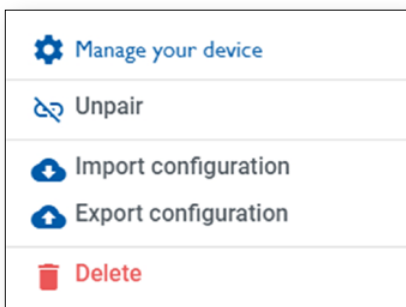 Manage your device
Unpair
Import configuration
Export configuration
Delete